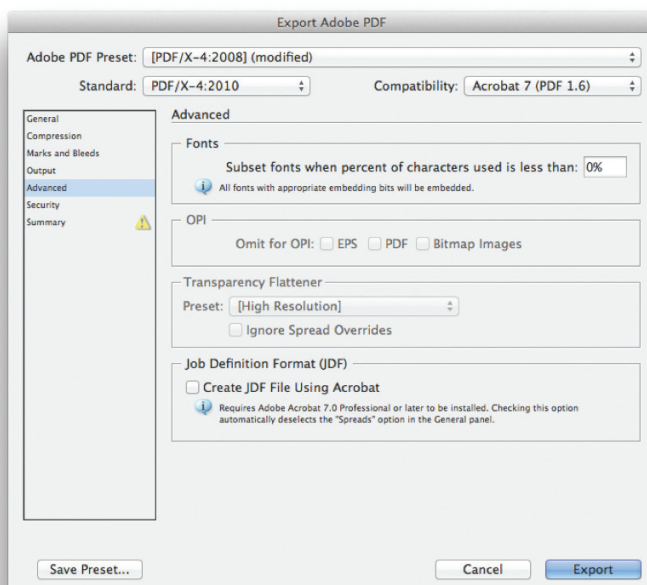 Export Adobe PDF
Adobe PDF Preset: [PDF/X-4:2008] (modified)
Standard: PDF/X-4:2010 Compatibility: Acrobat 7 (PDF 1.6)
General
Compression
Marks and Bleeds
Output
Advanced
Security
Summary
Advanced
Fonts
Subset fonts when percent of characters used is less than: 0%
All fonts with appropriate embedding bits will be embedded.
OPI
Omit for OPI: EPS PDF Bitmap Images
Transparency Flattener
Preset: [High Resolution]
Ignore Spread Overrides
Job Definition Format (JDF)
Create JDF File Using Acrobat
Requires Adobe Acrobat 7.0 Professional or later to be installed. Checking this option
automatically deselects the "Spreads" option in the General panel.
Save Preset... Cancel Export